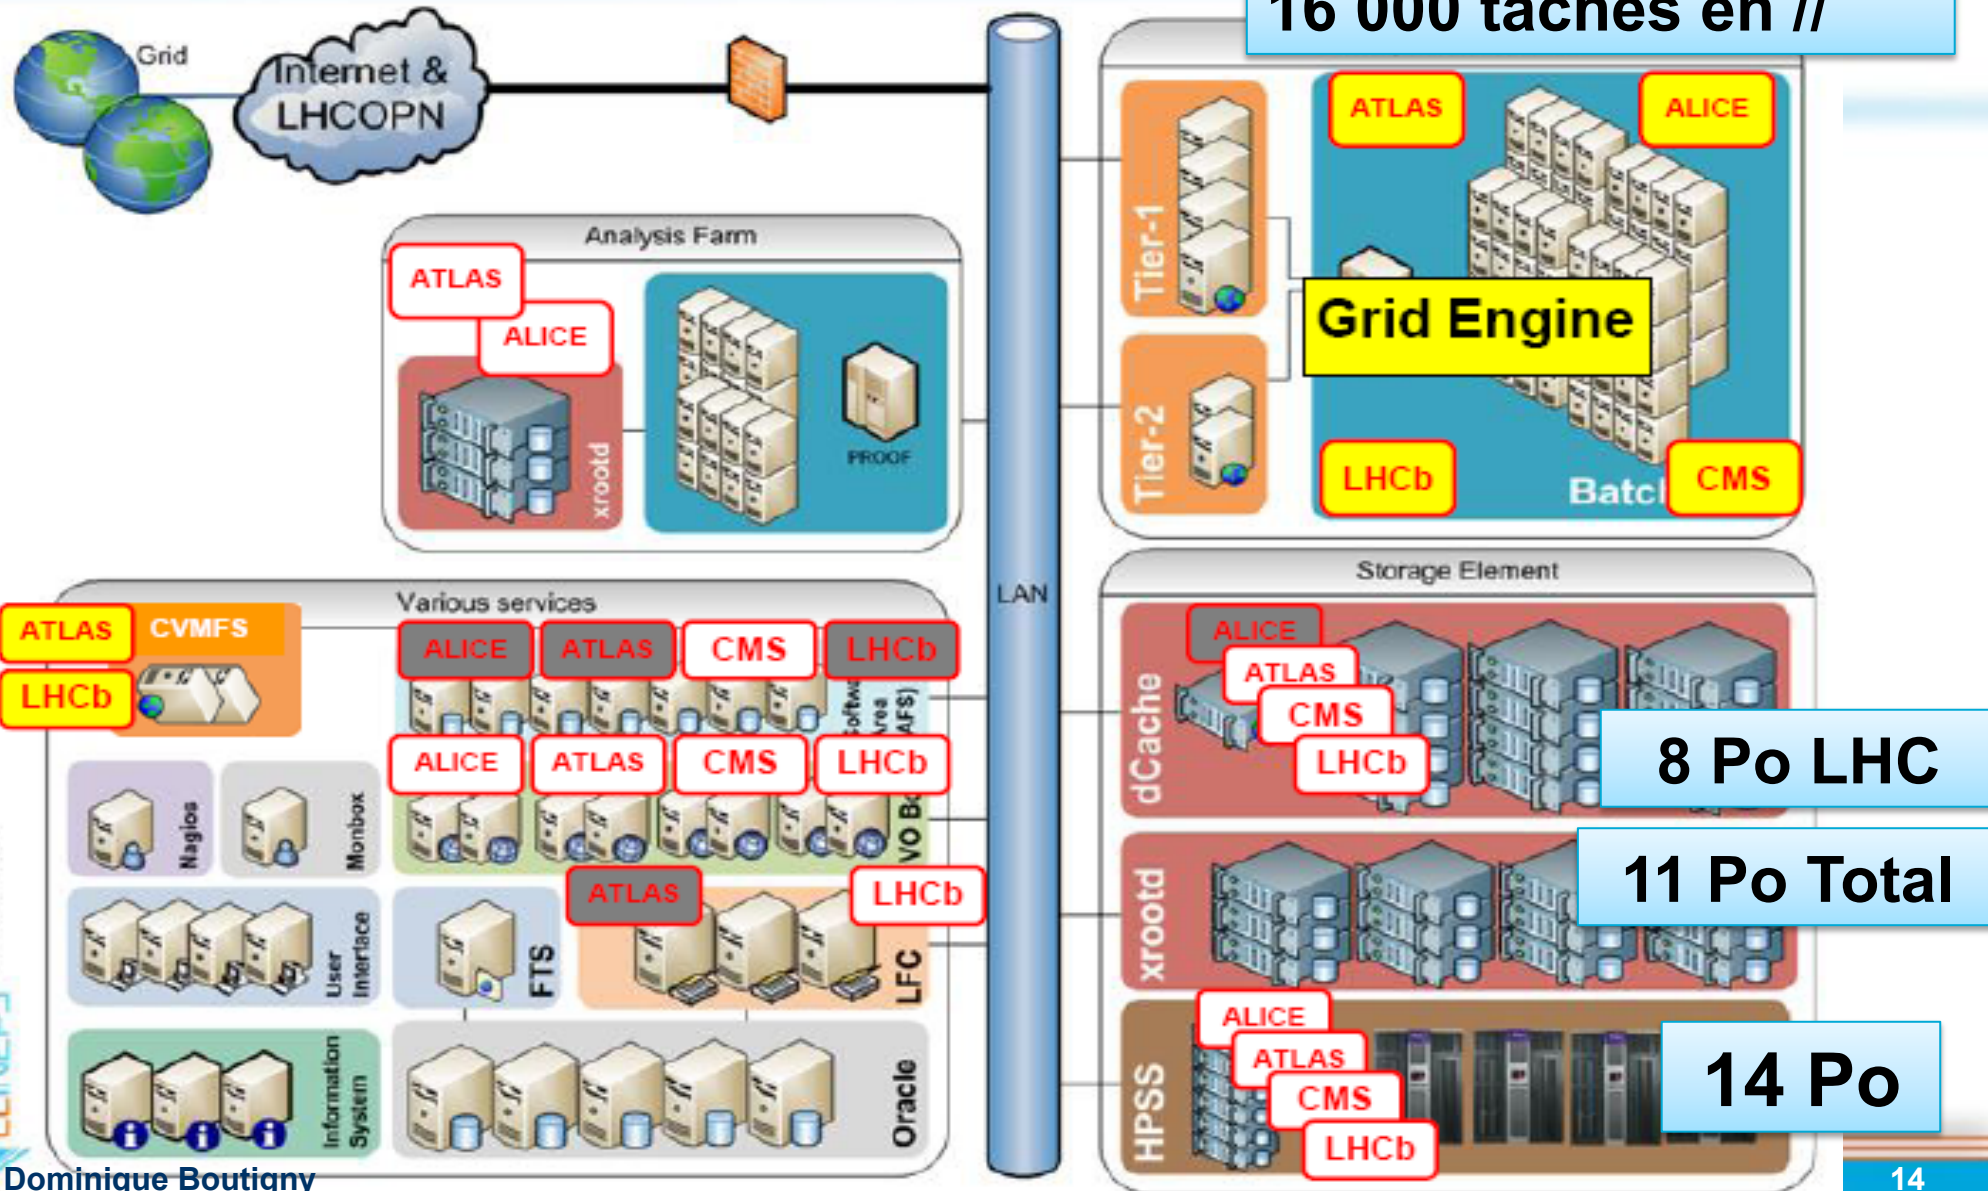 16 000 tâches en //
Grid
Internet &
LHCOPN
ATLAS
ALICE
Tier-1
Grid Engine
Tier-2
LHCb
CMS
Analysis Farm
ATLAS
ALICE
xrootd
PROOF
LAN
Various services
ATLAS
CVMFS
LHCb
ALICE
ATLAS
CMS
LHCb
Area
AFS)
ALICE
ATLAS
CMS
LHCb
VO
Nagios
Monbox
ATLAS
LHCb
User
Interface
FTS
LFC
Information
System
Oracle
Storage Element
ALICE
ATLAS
CMS
LHCb
dCache
8 Po LHC
xrootd
11 Po Total
ALICE
ATLAS
CMS
LHCb
HPSS
14 Po
Dominique Boutigny
14